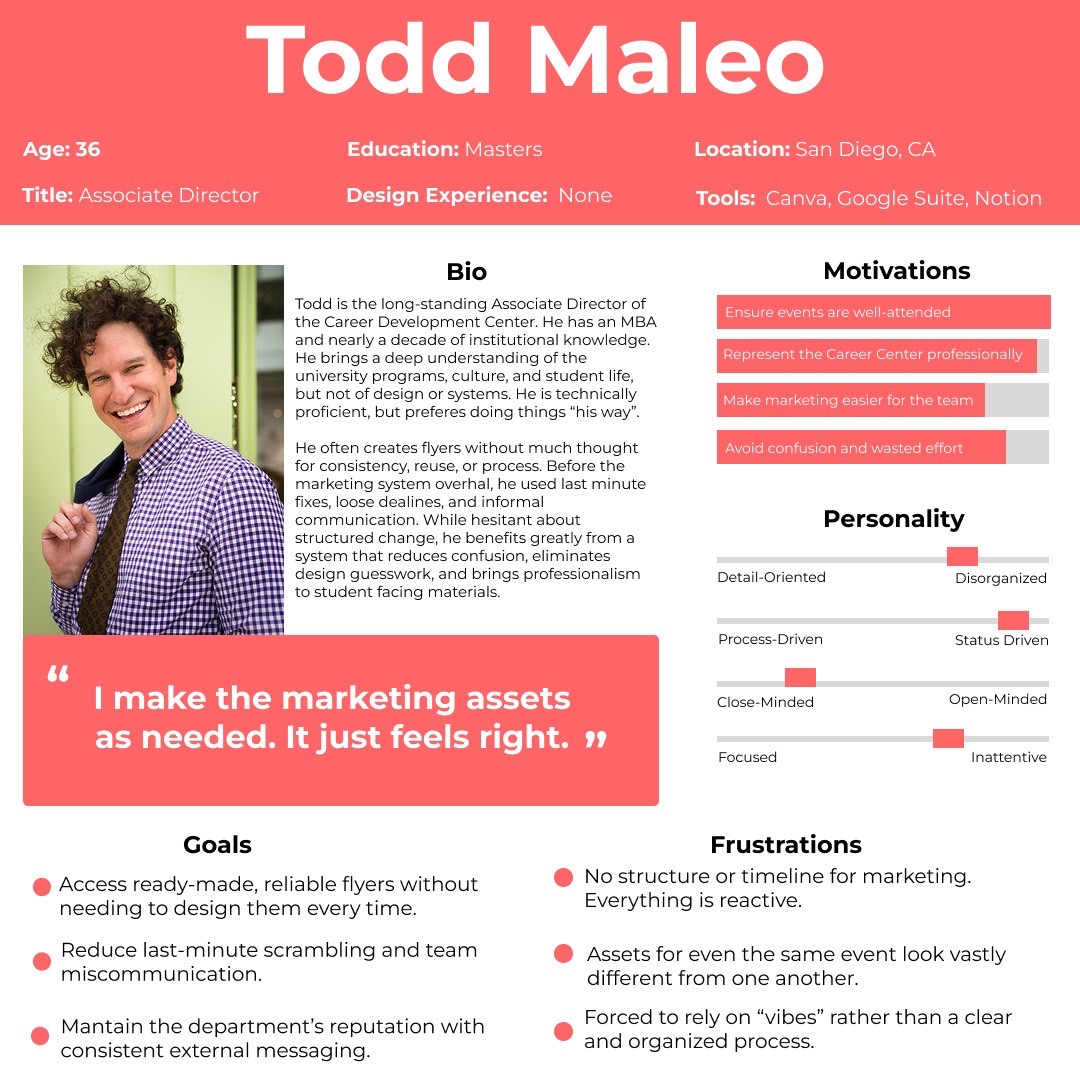 Todd Maleo
Age: 36
Education: Masters
Location: San Diego, CA
Title: Associate Director
Design Experience: None
Tools: Canva, Google Suite, Notion
Bio
Todd is the long-standing Associate Director of
the Career Development Center. He has an MBA
and nearly a decade of institutional knowledge.
He brings a deep understanding of the
university programs, culture, and student life,
but not of design or systems. He is technically
proficient, but preferes doing things “his way”.
He often creates flyers without much thought
for consistency, reuse, or process. Before the
marketing system overhal, he used last minute
fixes, loose dealines, and informal
communication. While hesitant about
structured change, he benefits greatly from a
system that reduces confusion, eliminates
design guesswork, and brings professionalism
to student facing materials.
“ I make the marketing assets
as needed. It just feels right. ”
Motivations
Ensure events are well-attended
Represent the Career Center professionally
Make marketing easier for the team
Avoid confusion and wasted effort
Personality
Detail-Oriented
Disorganized
Process-Driven
Status Driven
Close-Minded
Open-Minded
Focused
Inattentive
Goals
Access ready-made, reliable flyers without
needing to design them every time.
Reduce last-minute scrambling and team
miscommunication.
Mantain the department’s reputation with
consistent external messaging.
Frustrations
No structure or timeline for marketing.
Everything is reactive.
Assets for even the same event look vastly
different from one another.
Forced to rely on “vibes” rather than a clear
and organized process.